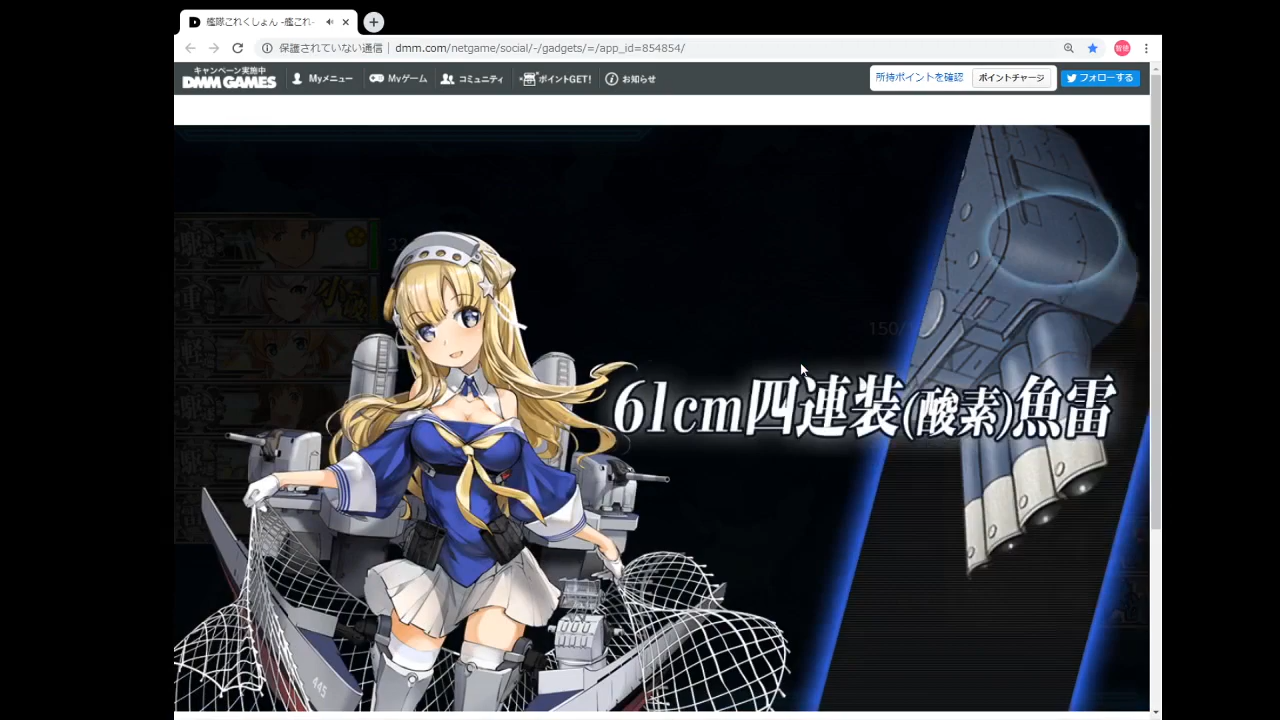 艦隊これくしょん -艦これ-
保護されていない通信 | dmm.com/netgame/social/-/gadgets/=/app_id=854854/
キャンペーン実施中
DMM GAMES
Myメニュー
Myゲーム
コミュニティ
ポイントGET!
お知らせ
所持ポイントを確認
ポイントチャージ
フォローする
小破
150/
61cm四連装(酸素)魚雷
445